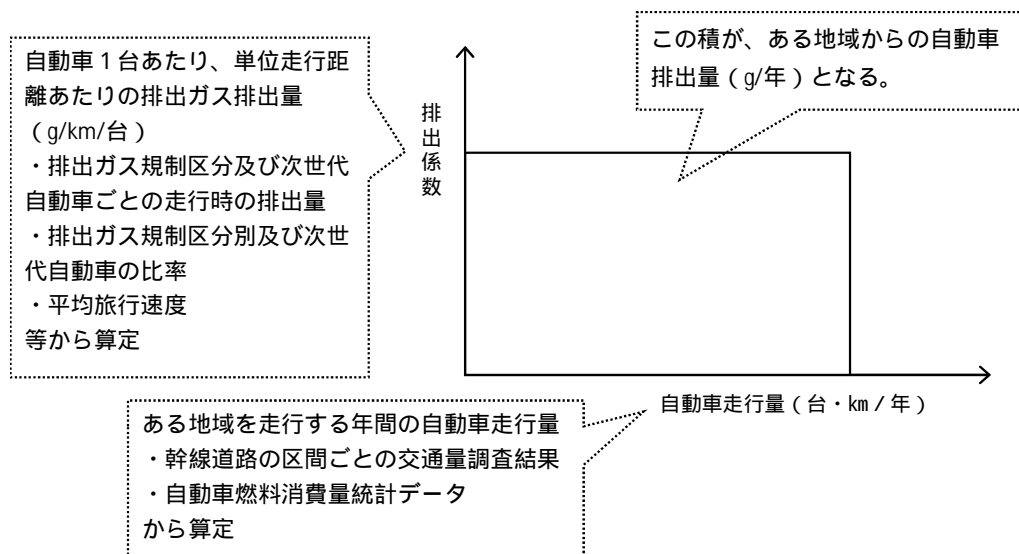 自動車１台あたり、単位走行距
離あたりの排出ガス排出量
（g/km/台）
・排出ガス規制区分及び次世代
自動車ごとの走行時の排出量
・排出ガス規制区分別及び次世
代自動車の比率
・平均旅行速度
等から算定
排出係数
この積が、ある地域からの自動車
排出量（g/年）となる。
自動車走行量（台・km／年）
ある地域を走行する年間の自動車走行量
・幹線道路の区間ごとの交通量調査結果
・自動車燃料消費量統計データ
から算定